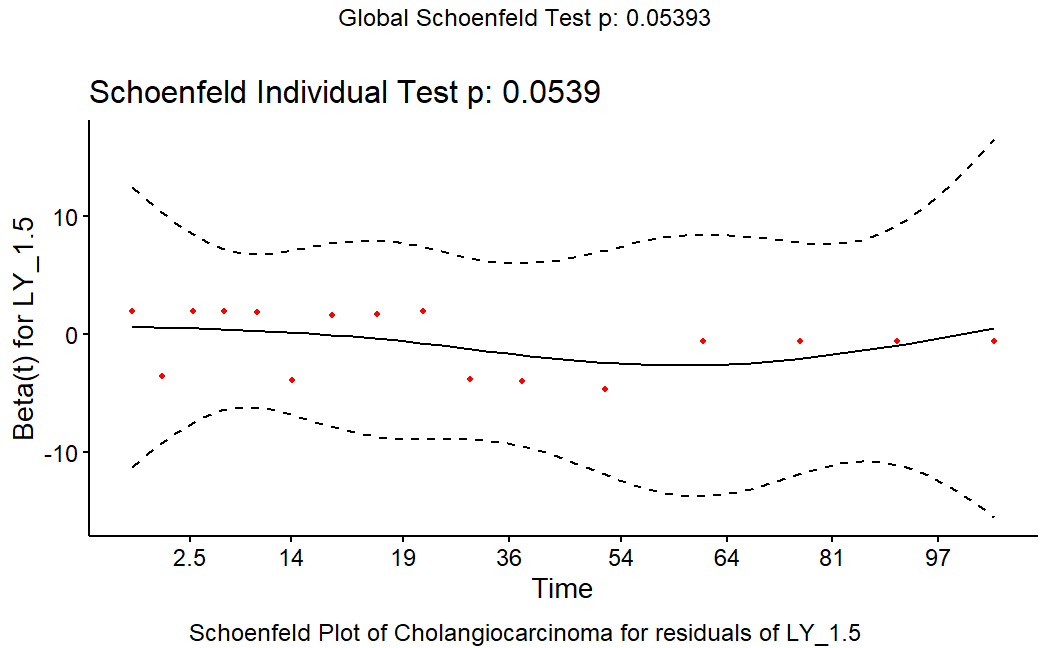 Global Schoenfeld Test p: 0.05393
Schoenfeld Individual Test p: 0.0539
Beta(t) for LY_1.5
10
0
-10
2.5 14 19 36 54 64 81 97
Time
Schoenfeld Plot of Cholangiocarcinoma for residuals of LY_1.5